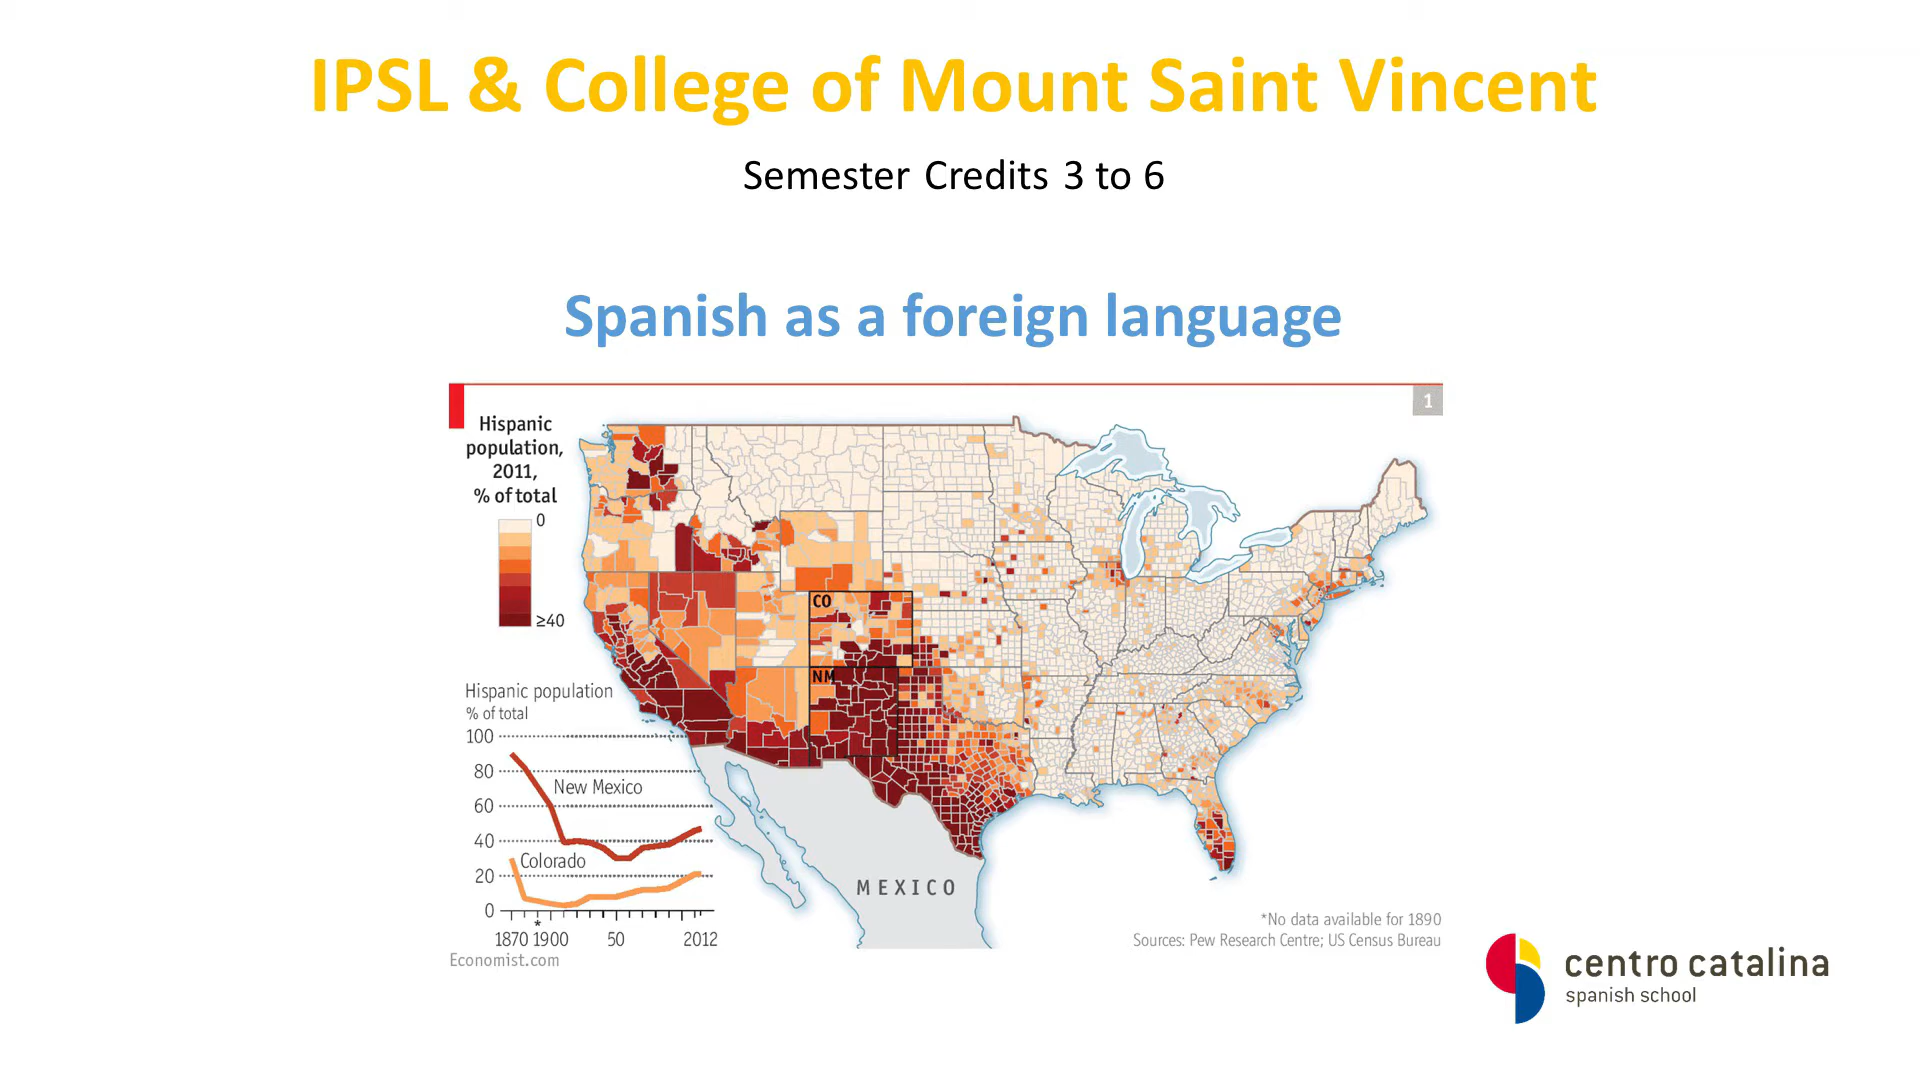 IPSL & College of Mount Saint Vincent
Semester Credits 3 to 6
Spanish as a foreign language
1
Hispanic
population,
2011,
% of total
0
≥40
CO
NM
Hispanic population
% of total
100
80
New Mexico
60
40
Colorado
20
0
*
1870 1900 50 2012
MEXICO
*No data available for 1890
Sources: Pew Research Centre; US Census Bureau
Economist.com
centro catalina
spanish school